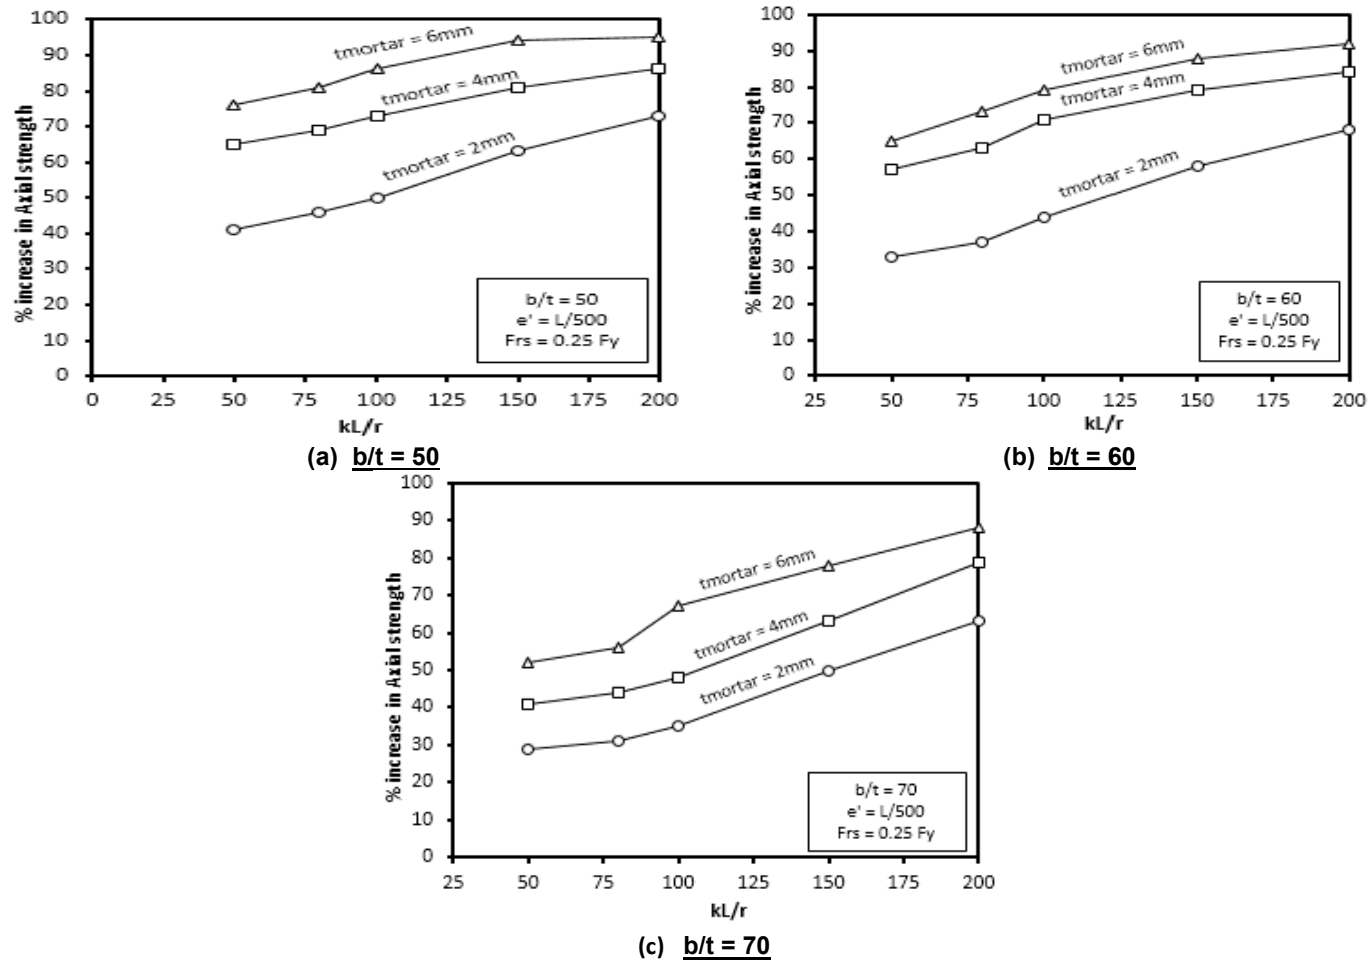 % increase in Axial strength
100
90
80
70
60
50
40
30
20
10
0
tmortar = 6mm
tmortar = 4mm
tmortar = 2mm
b/t = 50
e' = L/500
Frs = 0.25 Fy
0 25 50 75 100 125 150 175 200
kL/r
(a) b/t = 50
% increase in Axial strength
100
90
80
70
60
50
40
30
20
10
0
tmortar = 6mm
tmortar = 4mm
tmortar = 2mm
b/t = 60
e' = L/500
Frs = 0.25 Fy
25 50 75 100 125 150 175 200
kL/r
(b) b/t = 60
% increase in Axial strength
100
90
80
70
60
50
40
30
20
10
0
tmortar = 6mm
tmortar = 4mm
tmortar = 2mm
b/t = 70
e' = L/500
Frs = 0.25 Fy
25 50 75 100 125 150 175 200
kL/r
(c) b/t = 70